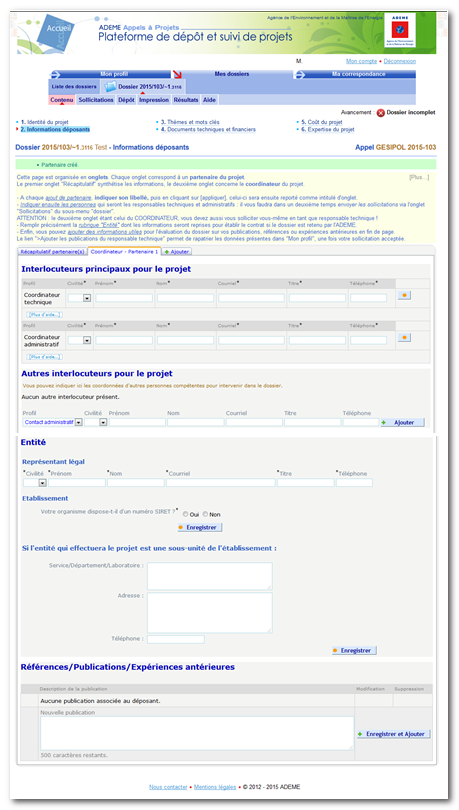 Agence de l'Environnement et de la Maîtrise de l'Energie
Accueil
ADEME Appels à Projets
Plateforme de dépôt et suivi de projets
ADEME
M.
Mon compte • Déconnexion
Mon profil
Mes dossiers
Ma correspondance
Liste des dossiers
Dossier 2015/103/~1.3116
Contenu Sollicitations Dépôt Impression Résultats Aide
Avancement : Dossier incomplet
1. Identité du projet
3. Thèmes et mots clés
5. Coût du projet
2. Informations déposants
4. Documents techniques et financiers
6. Expertise du projet
Dossier 2015/103/~1.3116 Test - Informations déposants
Appel GESIPOL 2015-103
• Partenaire créé.
Cette page est organisée en onglets. Chaque onglet correspond à un partenaire du projet.
[Plus...]
Le premier onglet "Récapitulatif" synthétise les informations, le deuxième onglet concerne le coordinateur du projet.
- A chaque ajout de partenaire, indiquer son libellé, puis en cliquant sur [appliquer], celui-ci sera ensuite reporté comme intitulé d'onglet.
- Indiquer ensuite les personnes qui seront les responsables techniques et administratifs : il vous faudra dans un deuxième temps envoyer les sollicitations via l'onglet
"Sollicitations" du sous-menu "dossier".
ATTENTION : le deuxième onglet étant celui du COORDINATEUR, vous devez aussi vous solliciter vous-même en tant que responsable technique !
- Remplir précisément la rubrique "Entité" dont les informations seront reprises pour établir le contrat si le dossier est retenu par l'ADEME.
- Enfin, vous pouvez ajouter des informations utiles pour l'évaluation du dossier sur vos publications, références ou expériences antérieures en fin de page
Le lien ">Ajouter les publications du responsable technique" permet de rapatrier les données présentes dans "Mon profil", une fois votre sollicitation acceptée.
Récapitulatif partenaire(s)
Coordinateur - Partenaire 1
Ajouter
Interlocuteurs principaux pour le projet
Profil Civilité* Prénom* Nom* Courriel* Titre* Téléphone*
Coordinateur
technique
[Plus d'aide...]
Profil Civilité* Prénom* Nom* Courriel* Titre* Téléphone*
Coordinateur
administratif
[Plus d'aide...]
Autres interlocuteurs pour le projet
Vous pouvez indiquer ici les coordonnées d'autres personnes compétentes pour intervenir dans le dossier.
Aucun autre interlocuteur présent.
Profil Civilité Prénom Nom Courriel Titre Téléphone
Contact administratif
Ajouter
Entité
Représentant légal
*Civilité *Prénom *Nom *Courriel *Titre *Téléphone
Etablissement
Votre organisme dispose-t-il d'un numéro SIRET ?* Oui Non
Enregistrer
Si l'entité qui effectuera le projet est une sous-unité de l'établissement :
Service/Département/Laboratoire :
Adresse :
Téléphone :
Enregistrer
Références/Publications/Expériences antérieures
Description de la publication Modification Suppression
Aucune publication associée au déposant.
Nouvelle publication
Enregistrer et Ajouter
300 caractères restants.
Nous contacter • Mentions légales • © 2012 - 2015 ADEME